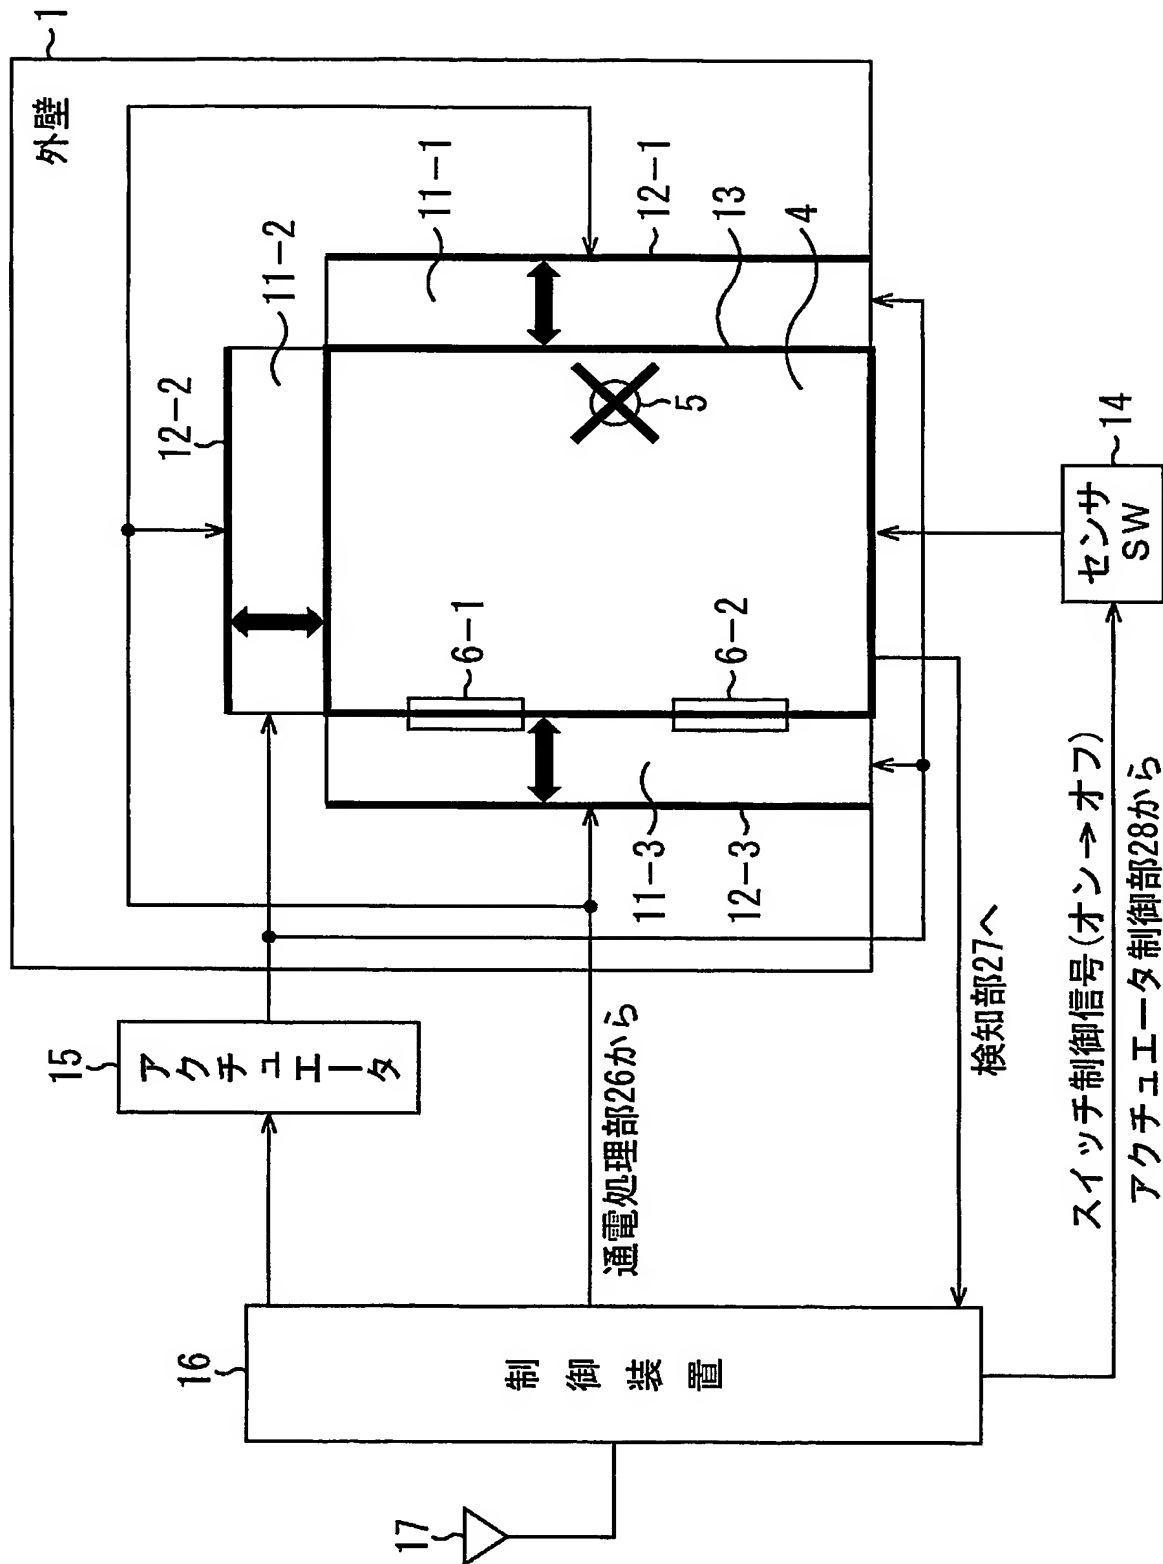 外壁
1
11-2
11-1
12-2
12-1
13
4
5
6-1
6-2
11-3
12-3
15
アクチュエータ
16
制御装置
17
通電処理部26から
検知部27へ
センサ
SW
14
スイッチ制御信号(オン→オフ)
アクチュエータ制御部28から